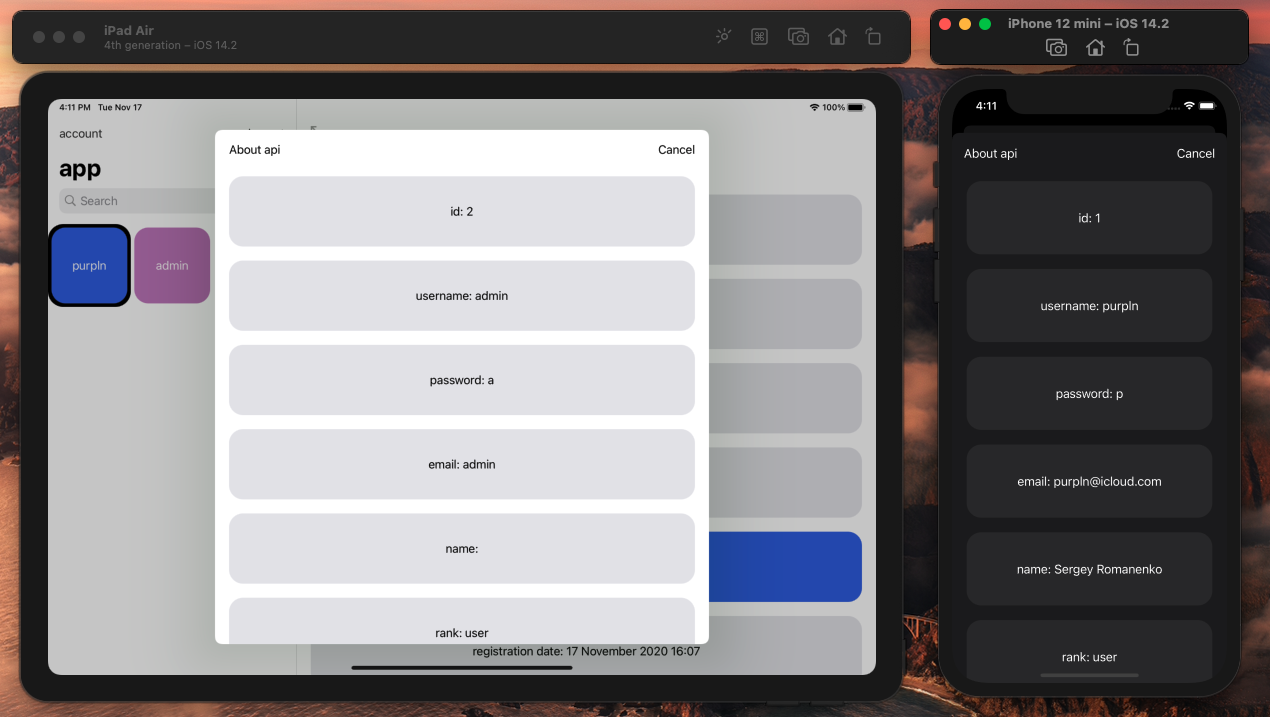 iPad Air
4th generation – iOS 14.2
4:11 PM Tue Nov 17
100%
account
app
Search
purpln
admin
About api
Cancel
id: 2
username: admin
password: a
email: admin
name:
rank: user
registration date: 17 November 2020 16:07
iPhone 12 mini – iOS 14.2
4:11
About api
Cancel
id: 1
username: purpln
password: p
email: purpln@icloud.com
name: Sergey Romanenko
rank: user